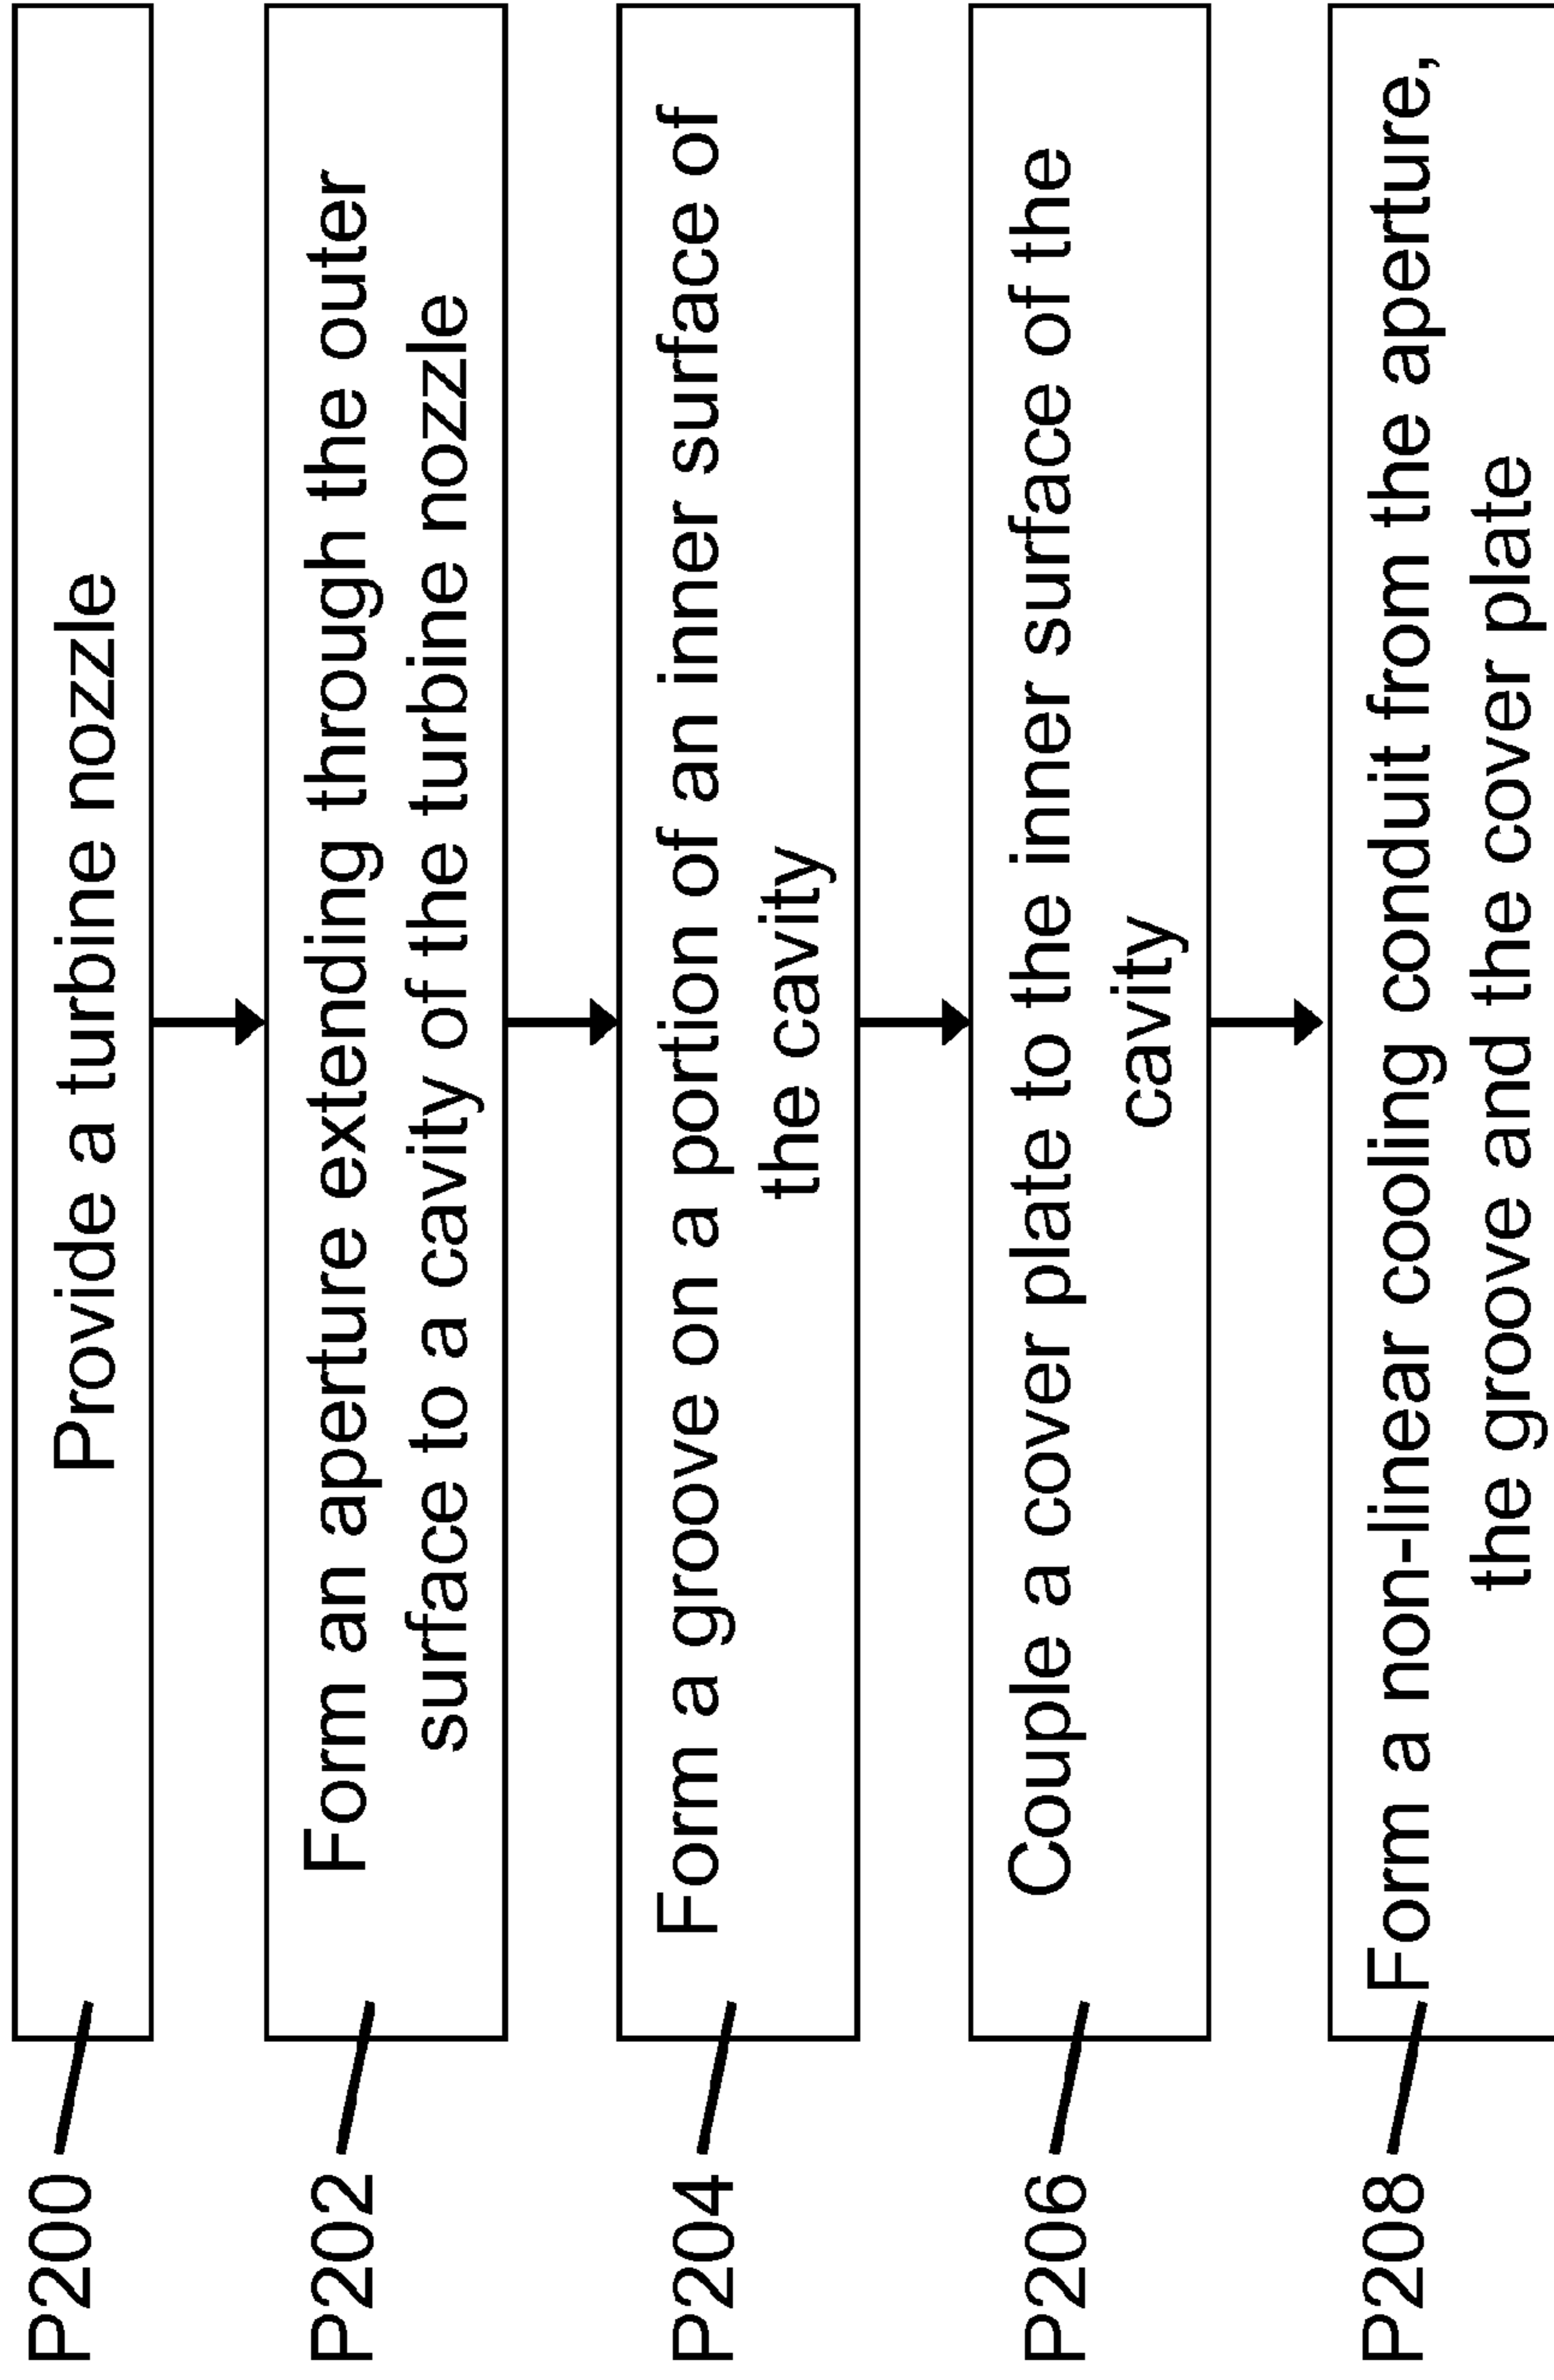 P200
Provide a turbine nozzle
P202
Form an aperture extending through the outer
surface to a cavity of the turbine nozzle
P204
Form a groove on a portion of an inner surface of
the cavity
P206
Couple a cover plate to the inner surface of the
cavity
P208
Form a non-linear cooling conduit from the aperture,
the groove and the cover plate